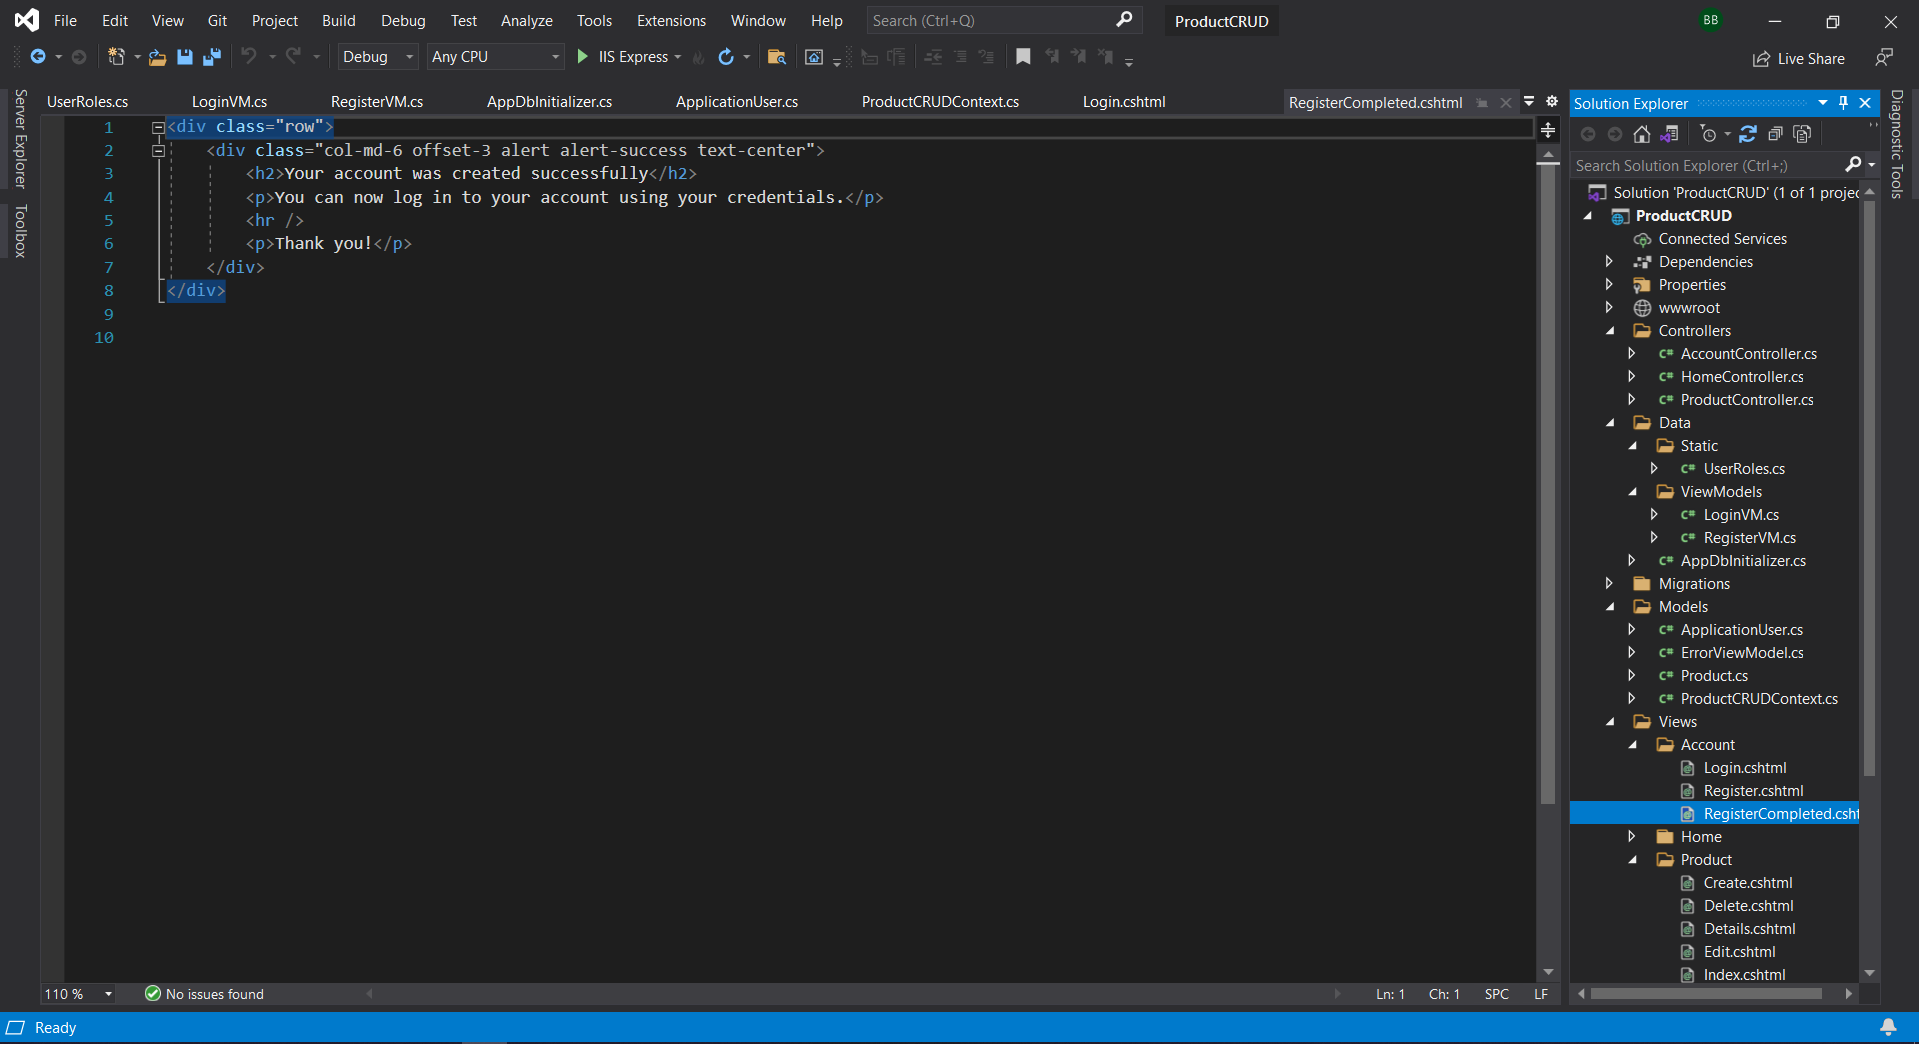 File Edit View Git Project Build Debug Test Analyze Tools Extensions Window Help Search (Ctrl+Q) ProductCRUD BB
Debug Any CPU IIS Express Live Share
Server Explorer
Toolbox
UserRoles.cs LoginVM.cs RegisterVM.cs AppDbInitializer.cs ApplicationUser.cs ProductCRUDContext.cs Login.cshtml RegisterCompleted.cshtml
1 <div class="row">
2 <div class="col-md-6 offset-3 alert alert-success text-center">
3 <h2>Your account was created successfully</h2>
4 <p>You can now log in to your account using your credentials.</p>
5 <hr />
6 <p>Thank you!</p>
7 </div>
8 </div>
9
10
110 % No issues found Ln: 1 Ch: 1 SPC LF
Solution Explorer
Search Solution Explorer (Ctrl+;)
Solution 'ProductCRUD' (1 of 1 projec
ProductCRUD
Connected Services
Dependencies
Properties
wwwroot
Controllers
C# AccountController.cs
C# HomeController.cs
C# ProductController.cs
Data
Static
C# UserRoles.cs
ViewModels
C# LoginVM.cs
C# RegisterVM.cs
C# AppDbInitializer.cs
Migrations
Models
C# ApplicationUser.cs
C# ErrorViewModel.cs
C# Product.cs
C# ProductCRUDContext.cs
Views
Account
Login.cshtml
Register.cshtml
RegisterCompleted.csht
Home
Product
Create.cshtml
Delete.cshtml
Details.cshtml
Edit.cshtml
Index.cshtml
Diagnostic Tools
Ready